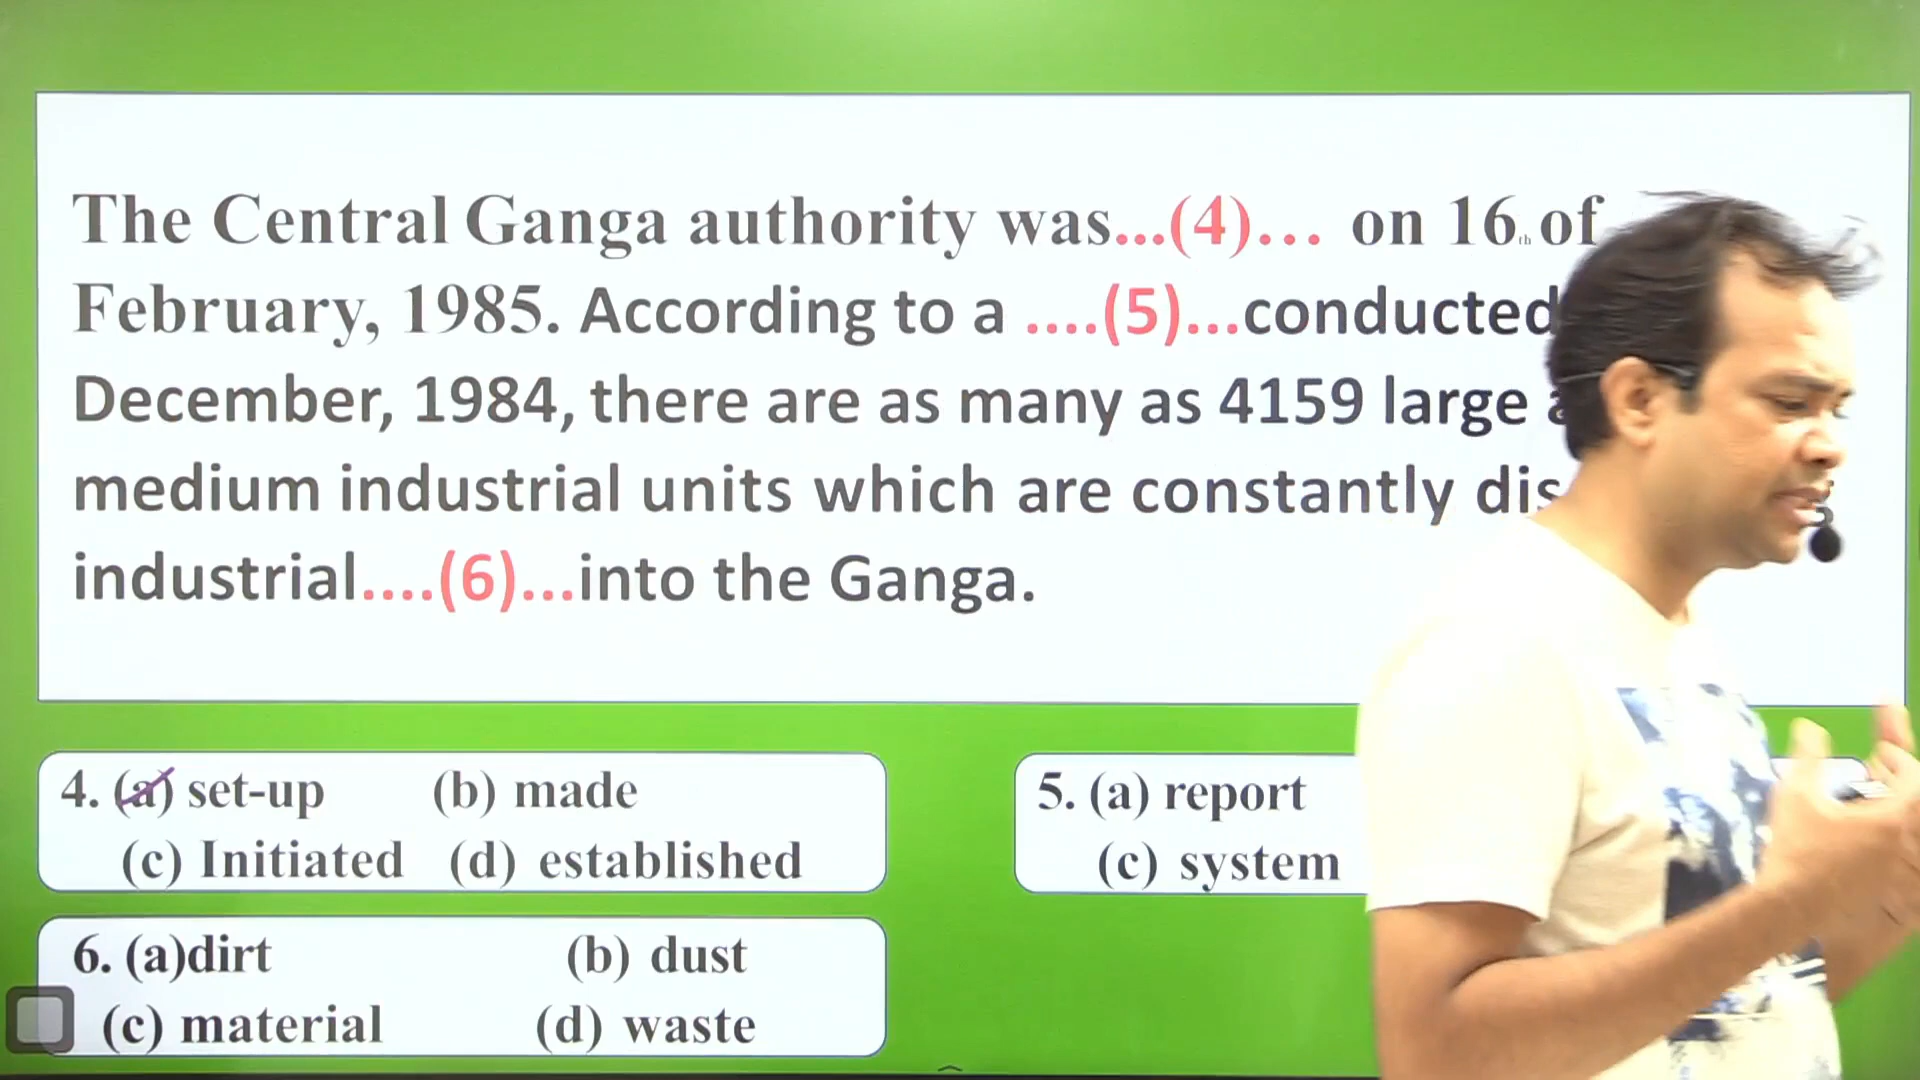 The Central Ganga authority was...(4)... on 16th of
February, 1985. According to a ....(5)...conducted
December, 1984, there are as many as 4159 large
medium industrial units which are constantly
industrial....(6)...into the Ganga.
4. (a) set-up (b) made
5. (a) report
(c) Initiated (d) established
(c) system
6. (a)dirt (b) dust
(c) material (d) waste